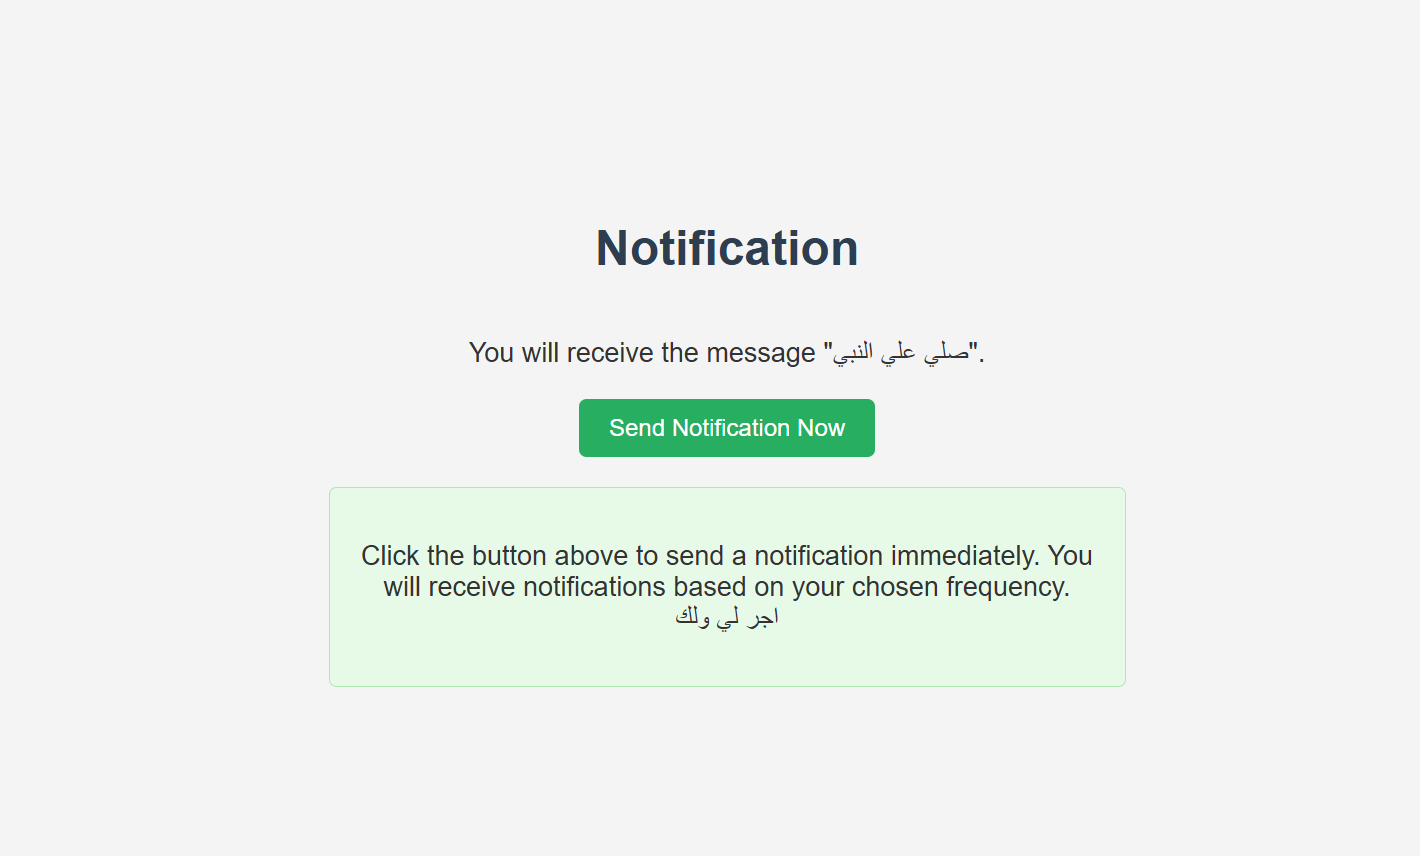 Notification
You will receive the message "صلي علي النبي".
Send Notification Now
Click the button above to send a notification immediately. You
will receive notifications based on your chosen frequency.
اجر لي ولك